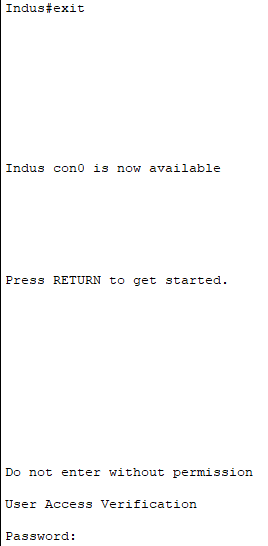 Indus#exit
Indus con0 is now available
Press RETURN to get started.
Do not enter without permission
User Access Verification
Password: